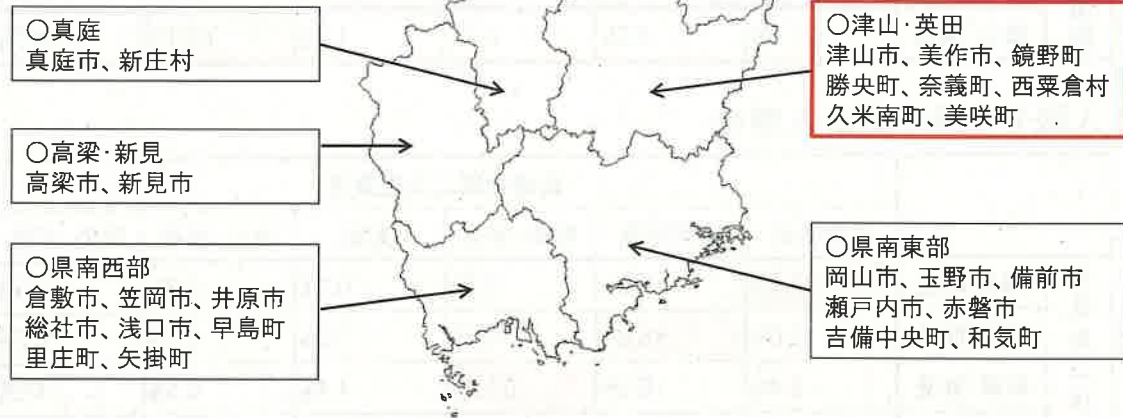 ○真庭
真庭市、新庄村
○津山・英田
津山市、美作市、鏡野町
勝央町、奈義町、西粟倉村
久米南町、美咲町
○高梁・新見
高梁市、新見市
○県南西部
倉敷市、笠岡市、井原市
総社市、浅口市、早島町
里庄町、矢掛町
○県南東部
岡山市、玉野市、備前市
瀬戸内市、赤磐市
吉備中央町、和気町